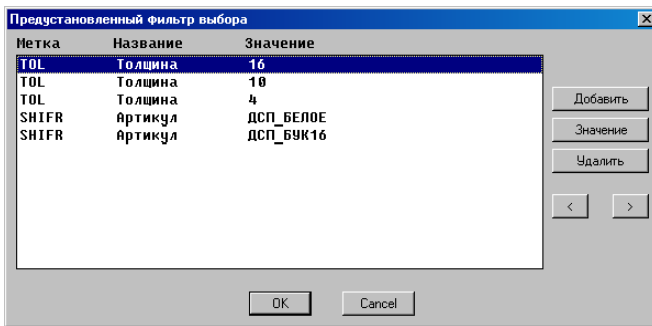 Предустановленный фильтр выбора
Метка Название Значение
TOL Толщина 16
TOL Толщина 10
TOL Толщина 4
SHIFR Артикул ДСП_БЕЛОЕ
SHIFR Артикул ДСП_БУК16
Добавить
Значение
Удалить
< >
OK Cancel